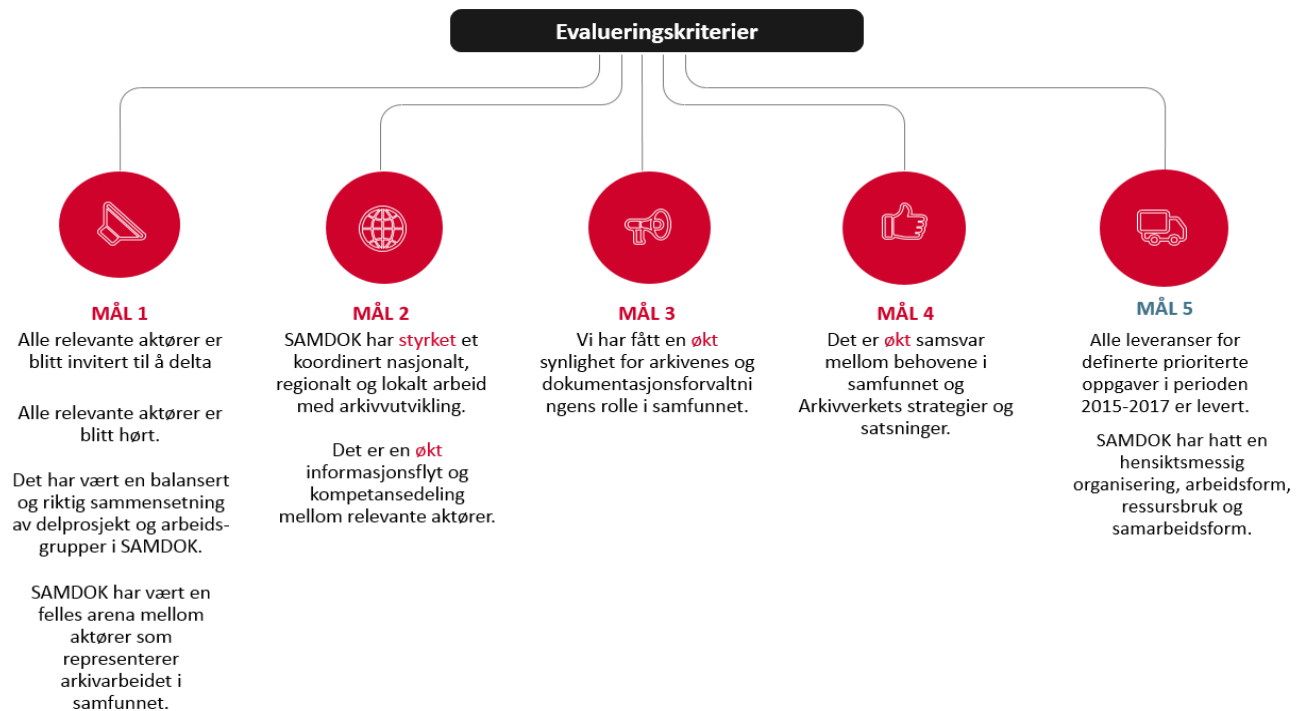 Evalueringskriterier
MÅL 1
Alle relevante aktører er
blitt invitert til å delta
Alle relevante aktører er
blitt hørt.
Det har vært en balansert
og riktig sammensetning
av delprosjekt og arbeids-
grupper i SAMDOK.
SAMDOK har vært en
felles arena mellom
aktører som
representerer
arkivarbeidet i
samfunnet.
MÅL 2
SAMDOK har styrket et
koordinert nasjonalt,
regionalt og lokalt arbeid
med arkivvutvikling.
Det er en økt
informasjonsflyt og
kompetansedeling
mellom relevante aktører.
MÅL 3
Vi har fått en økt
synlighet for arkivenes og
dokumentasjonsforvaltni
ngens rolle i samfunnet.
MÅL 4
Det er økt samsvar
mellom behovene i
samfunnet og
Arkivverkets strategier og
satsninger.
MÅL 5
Alle leveranser for
definerte prioriterte
oppgaver i perioden
2015-2017 er levert.
SAMDOK har hatt en
hensiktsmessig
organisering, arbeidsform,
ressursbruk og
samarbeidsform.